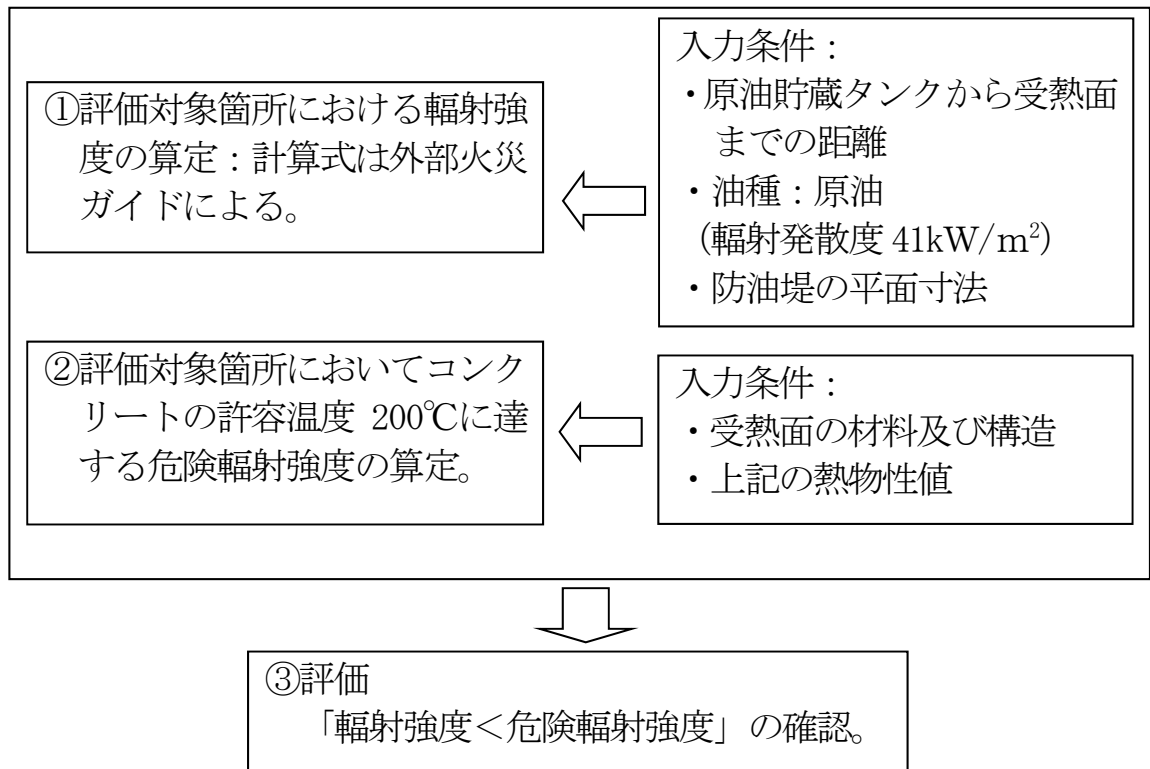 ①評価対象箇所における輻射強
度の算定：計算式は外部火災
ガイドによる。
入力条件：
・原油貯蔵タンクから受熱面
までの距離
・油種：原油
(輻射発散度 41kW/m²)
・防油堤の平面寸法
②評価対象箇所においてコンク
リートの許容温度 200℃に達
する危険輻射強度の算定。
入力条件：
・受熱面の材料及び構造
・上記の熱物性値
③評価
「輻射強度＜危険輻射強度」の確認。